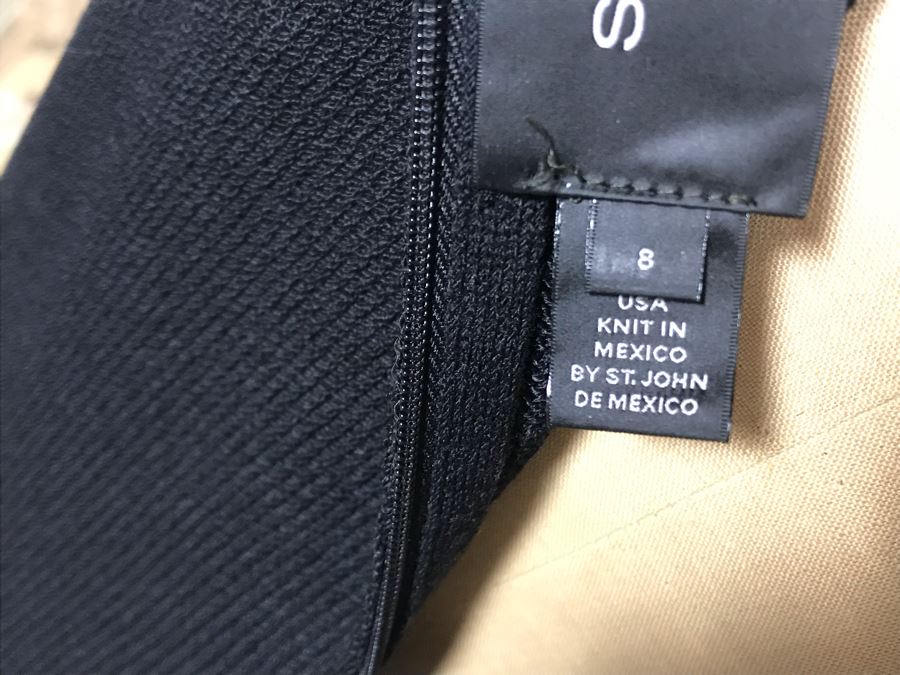 S
8
USA
KNIT IN
MEXICO
BY ST. JOHN
DE MEXICO